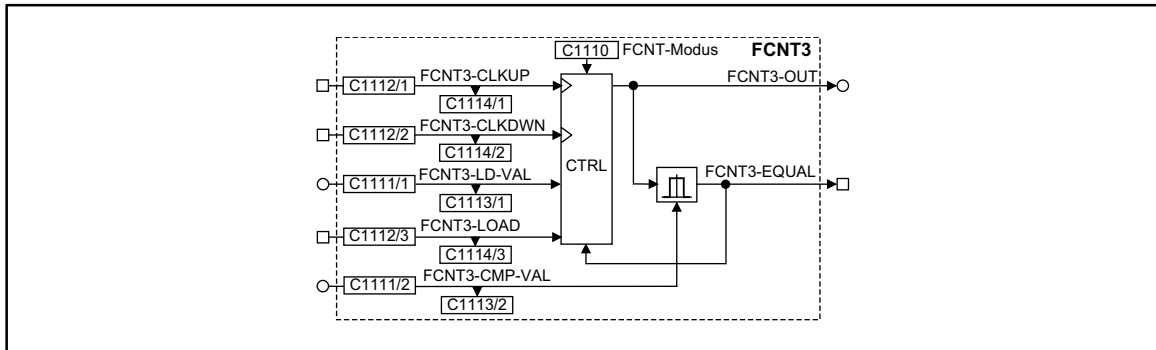 C1110 FCNT-Modus FCNT3
C1112/1 FCNT3-CLKUP FCNT3-OUT
C1114/1
C1112/2 FCNT3-CLKDWN
C1114/2
CTRL
C1111/1 FCNT3-LD-VAL FCNT3-EQUAL
C1113/1
C1112/3 FCNT3-LOAD
C1114/3
C1111/2 FCNT3-CMP-VAL
C1113/2